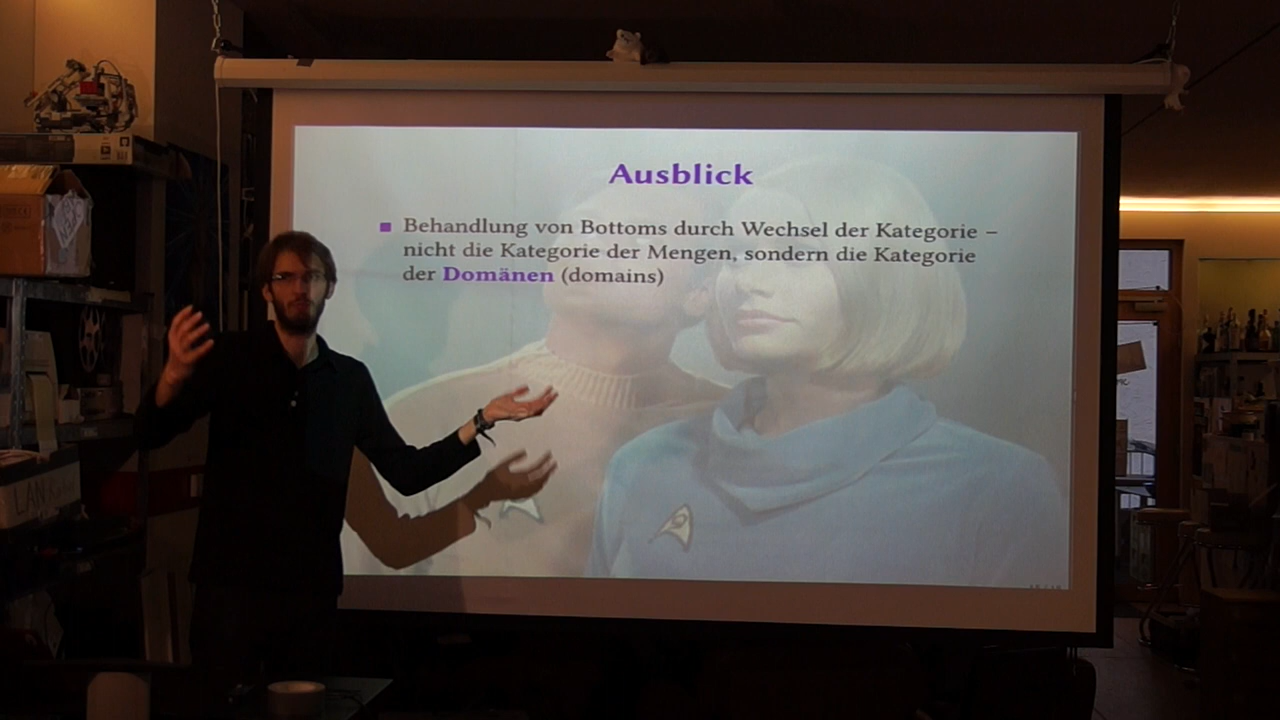 Ausblick
Behandlung von Bottoms durch Wechsel der Kategorie –
nicht die Kategorie der Mengen, sondern die Kategorie
der Domänen (domains)
LAN